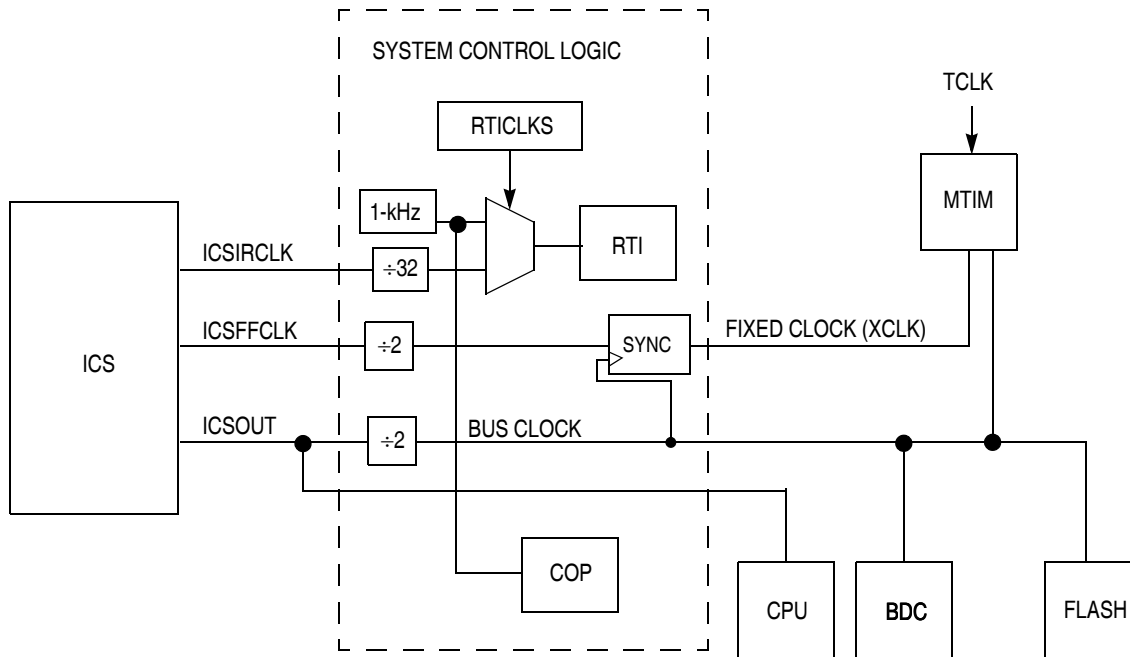 SYSTEM CONTROL LOGIC
TCLK
RTICLKS
MTIM
1-kHz
RTI
ICSIRCLK
÷32
ICSFFCLK
÷2
SYNC
FIXED CLOCK (XCLK)
ICS
ICSOUT
÷2
BUS CLOCK
COP
CPU
BDC
FLASH